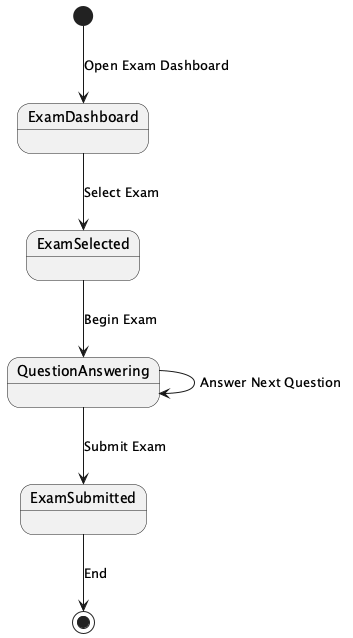 Open Exam Dashboard
ExamDashboard
Select Exam
ExamSelected
Begin Exam
QuestionAnswering
Answer Next Question
Submit Exam
ExamSubmitted
End